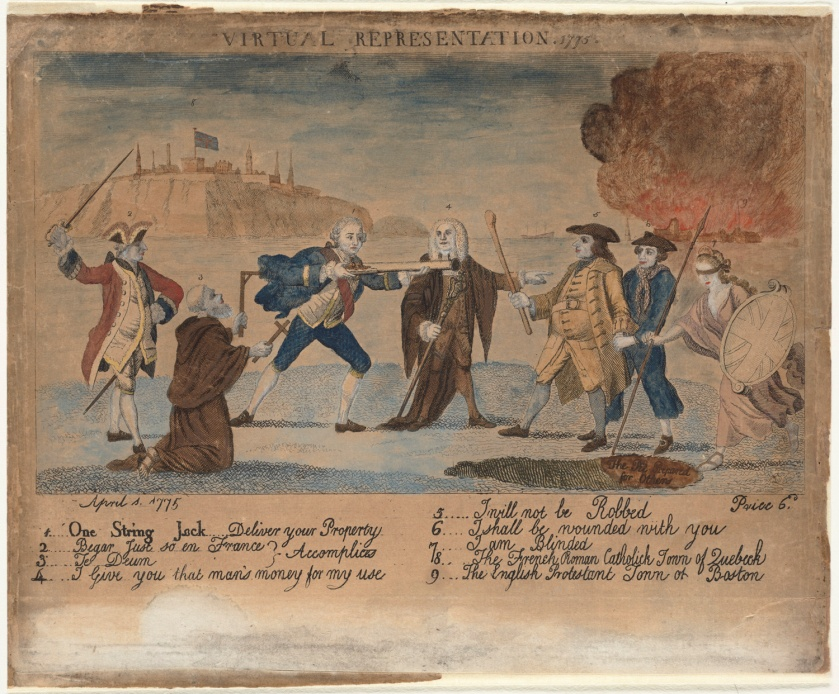 VIRTUAL REPRESENTATION. 1775.
April 1. 1775
Price 6.d
1. One String Jack....Deliver your Property
2....Begar Just so en France } Accomplices
3....Te Deum
4....I Give you that man's money for my use
5.....I will not be Robbed
6....I shall be wounded with you
7....I am Blinded
8...The French Roman Catholick Town of Quebeck
9...The English Protestant Town of Boston